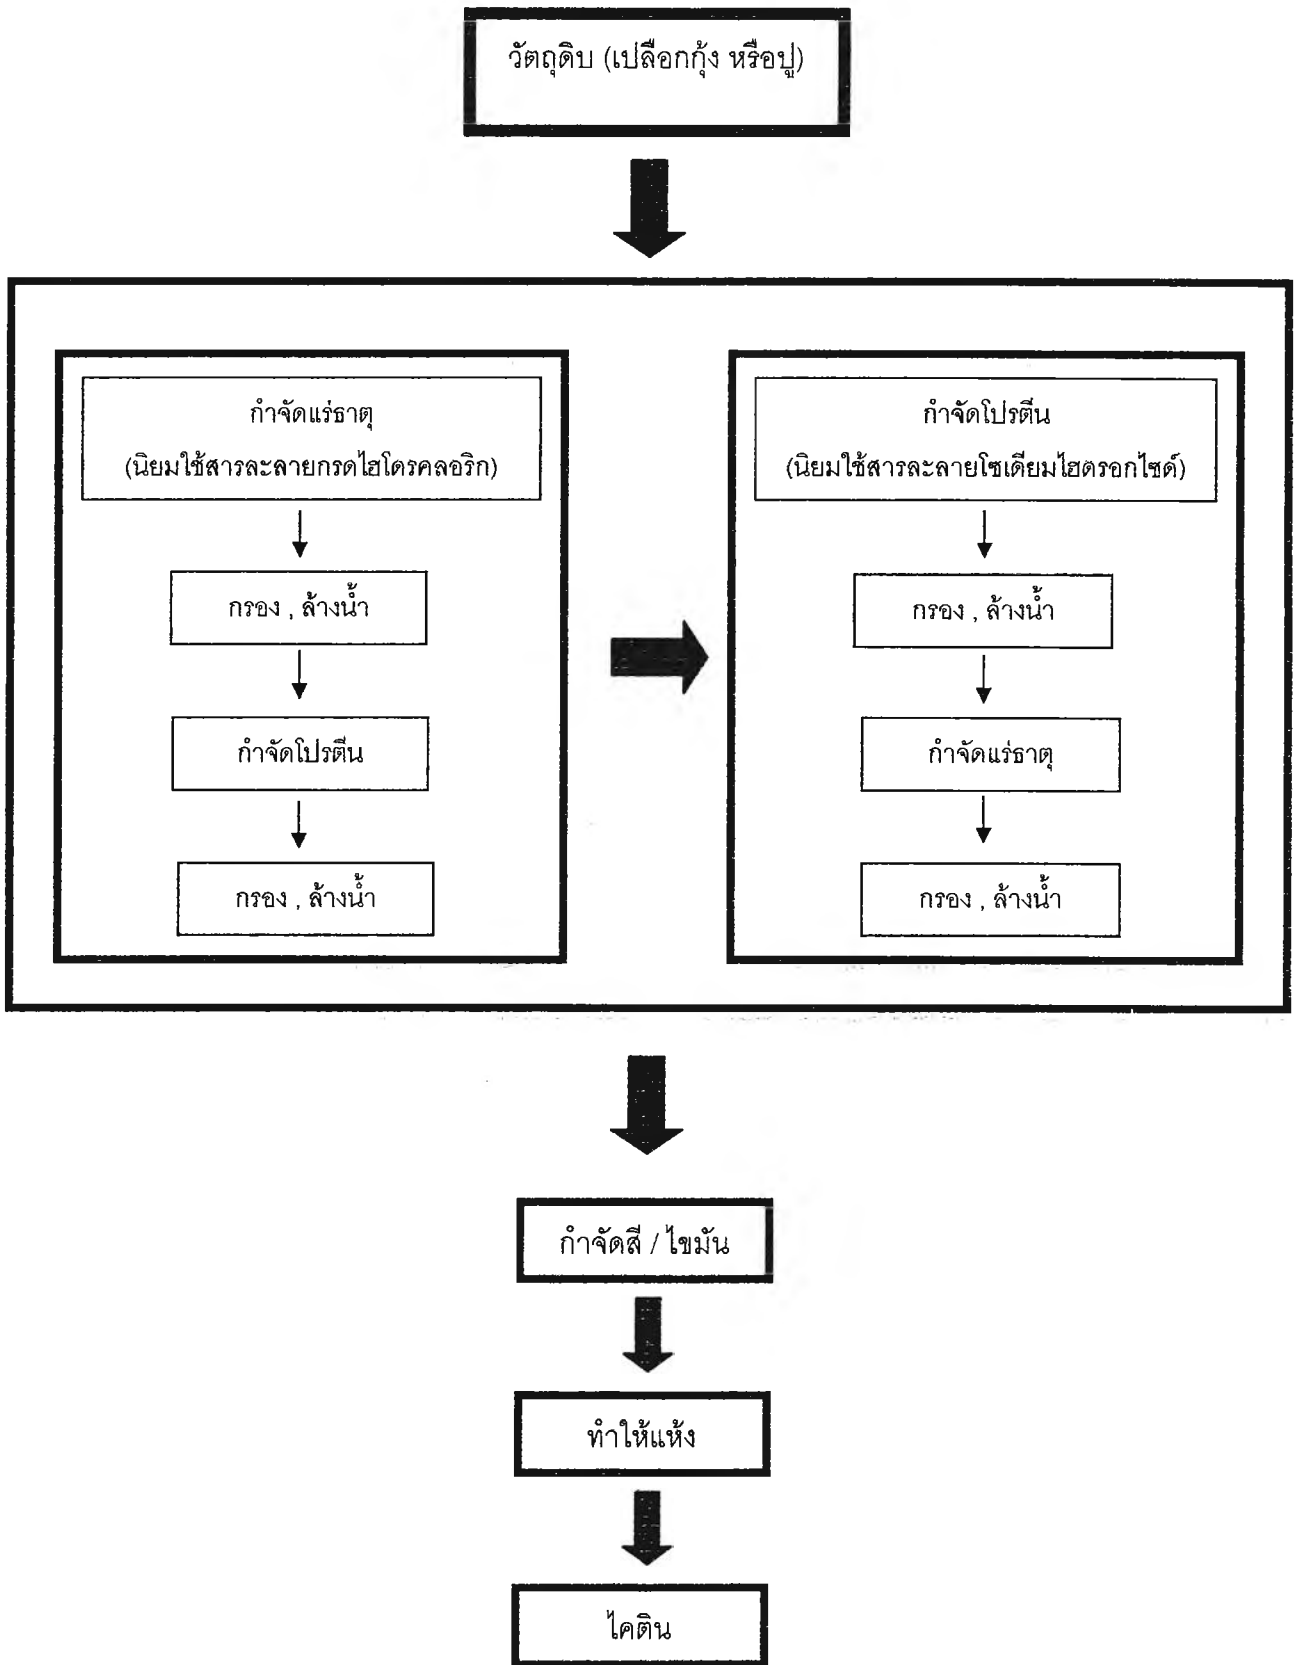 วัตถุดิบ (เปลือกกุ้ง หรือปู)
กำจัดแร่ธาตุ
(นิยมใช้สารละลายกรดไฮโดรคลอริก)
กรอง , ล้างน้ำ
กำจัดโปรตีน
กรอง , ล้างน้ำ
กำจัดโปรตีน
(นิยมใช้สารละลายโซเดียมไฮดรอกไซด์)
กรอง , ล้างน้ำ
กำจัดแร่ธาตุ
กรอง , ล้างน้ำ
กำจัดสี / ไขมัน
ทำให้แห้ง
ไคติน